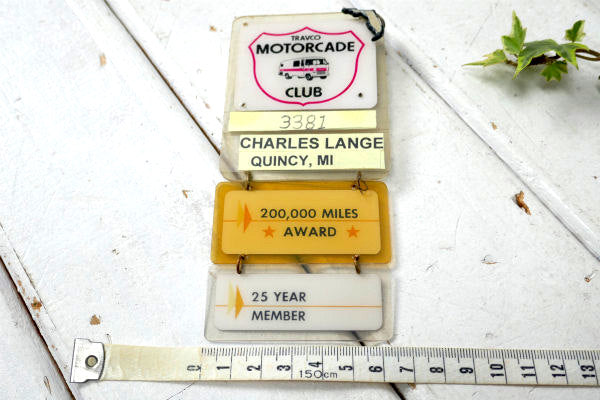 TRAVCO
MOTORCADE
CLUB
3381
CHARLES LANGE
QUINCY, MI
200,000 MILES
AWARD
25 YEAR
MEMBER
0 1 2 3 4 5 6 7 8 9 10 11 12 13
150cm